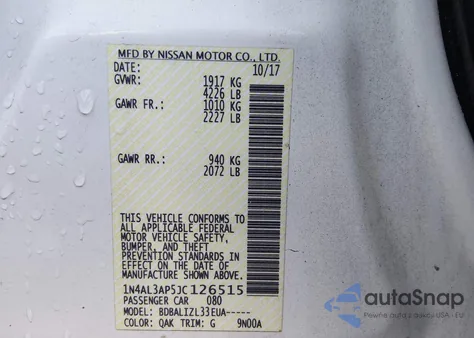 MFD BY NISSAN MOTOR CO., LTD.
DATE: 10/17
GVWR: 1917 KG
4226 LB
GAWR FR.: 1010 KG
2227 LB
GAWR RR.: 940 KG
2072 LB
THIS VEHICLE CONFORMS TO
ALL APPLICABLE FEDERAL
MOTOR VEHICLE SAFETY,
BUMPER, AND THEFT
PREVENTION STANDARDS IN
EFFECT ON THE DATE OF
MANUFACTURE SHOWN ABOVE.
1N4AL3AP5JC126515
PASSENGER CAR 080
MODEL: BDBALIZL33EUA-----
COLOR: QAK TRIM: G 9N00A
autoSnap
Autoaukcje z USA i EU